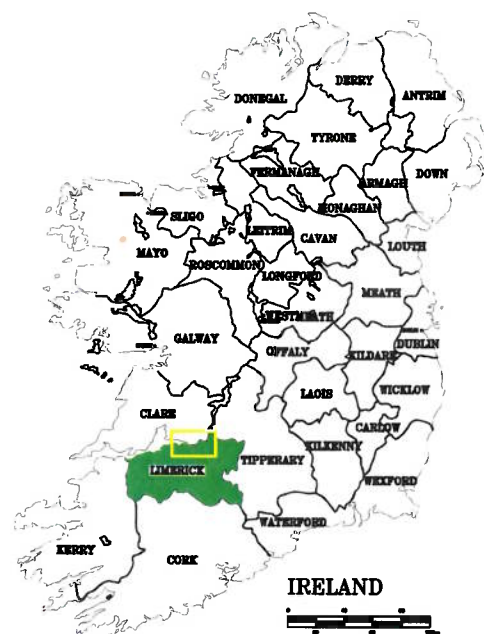 DERRY
DONEGAL
ANTRIM
TYRONE
FERMANAGH
DOWN
ARMAGH
MONAGHAN
SLIGO
LEITRIM
CAVAN
LOUTH
MAYO
ROSCOMMON
LONGFORD
MEATH
WESTMEATH
GALWAY
DUBLIN
OFFALY
KILDARE
LAOIS
WICKLOW
CLARE
CARLOW
KILKENNY
TIPPERARY
LIMERICK
WEXFORD
WATERFORD
KERRY
CORK
IRELAND